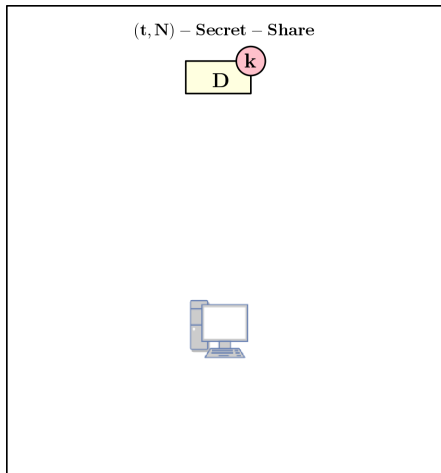 (t, N) – Secret – Share
k
D